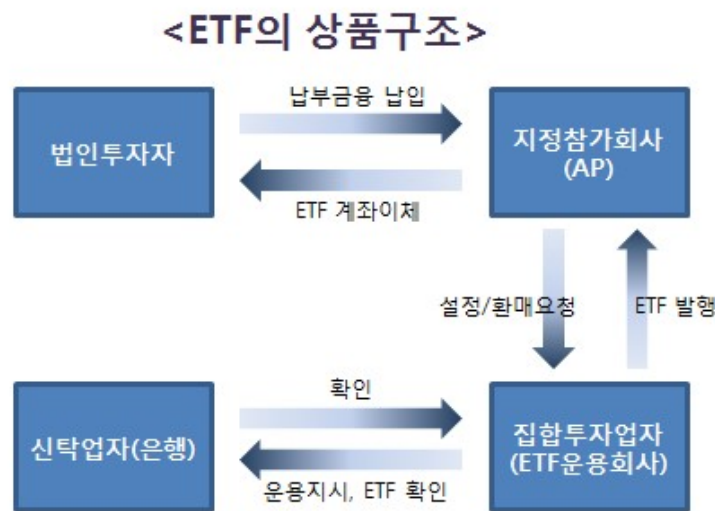 <ETF의 상품구조>
납부금용 납입
법인투자자
지정참가회사
(AP)
ETF 계좌이체
설정/환매요청
ETF 발행
확인
신탁업자(은행)
집합투자업자
(ETF운용회사)
운용지시, ETF 확인